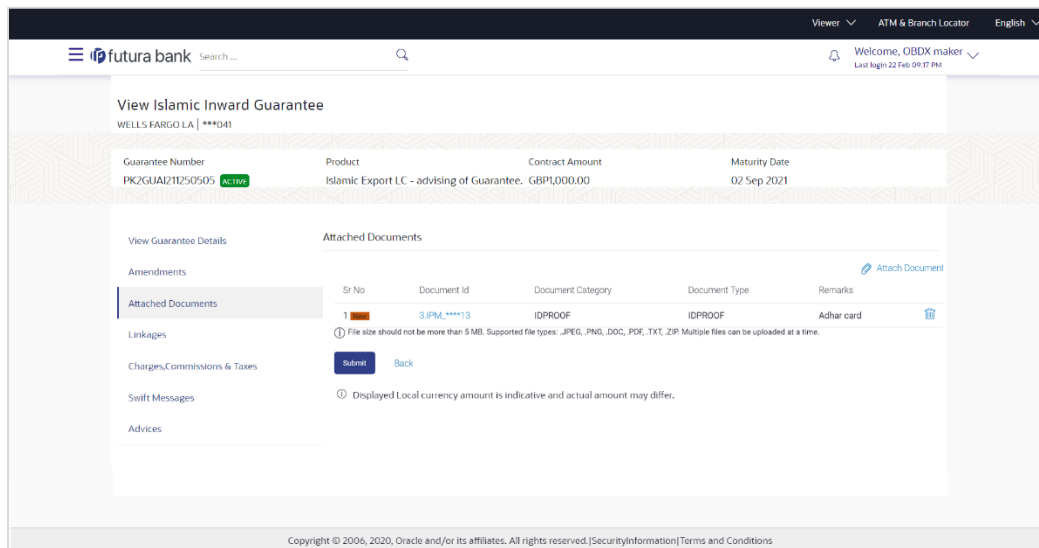 Viewer ATM & Branch Locator English
futura bank Search ... Welcome, OBDX maker
Last login 22 Feb 09:17 PM
View Islamic Inward Guarantee
WELLS FARGO LA | ***041
Guarantee Number Product Contract Amount Maturity Date
PK2GUAI211250505 ACTIVE Islamic Export LC - advising of Guarantee. GBP1,000.00 02 Sep 2021
View Guarantee Details
Amendments
Attached Documents
Linkages
Charges,Commissions & Taxes
Swift Messages
Advices
Attached Documents
Attach Document
Sr No Document Id Document Category Document Type Remarks
1 New 3.IPM_****13 IDPROOF IDPROOF Adhar card
File size should not be more than 5 MB. Supported file types: .JPEG, .PNG, .DOC, .PDF, .TXT, .ZIP. Multiple files can be uploaded at a time.
Submit Back
Displayed Local currency amount is indicative and actual amount may differ.
Copyright © 2006, 2020, Oracle and/or its affiliates. All rights reserved.|SecurityInformation|Terms and Conditions